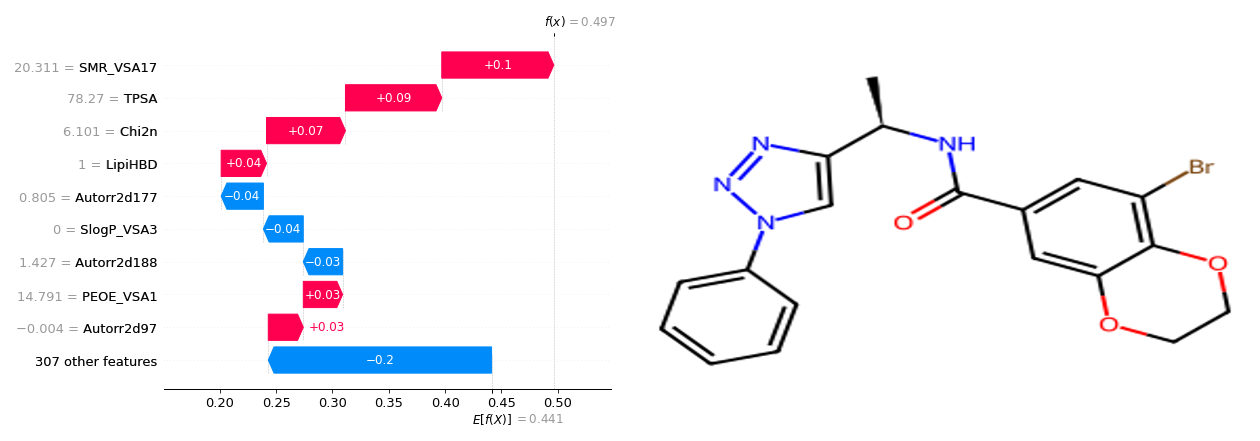 f(x) = 0.497
20.311 = SMR_VSA17
+0.1
78.27 = TPSA
+0.09
6.101 = Chi2n
+0.07
1 = LipiHBD
+0.04
0.805 = Autorr2d177
−0.04
0 = SlogP_VSA3
−0.04
1.427 = Autorr2d188
−0.03
14.791 = PEOE_VSA1
+0.03
−0.004 = Autorr2d97
+0.03
307 other features
−0.2
0.20 0.25 0.30 0.35 0.40 0.45 0.50
E[f(X)] = 0.441
N
NH
Br
N
O
N
O
O